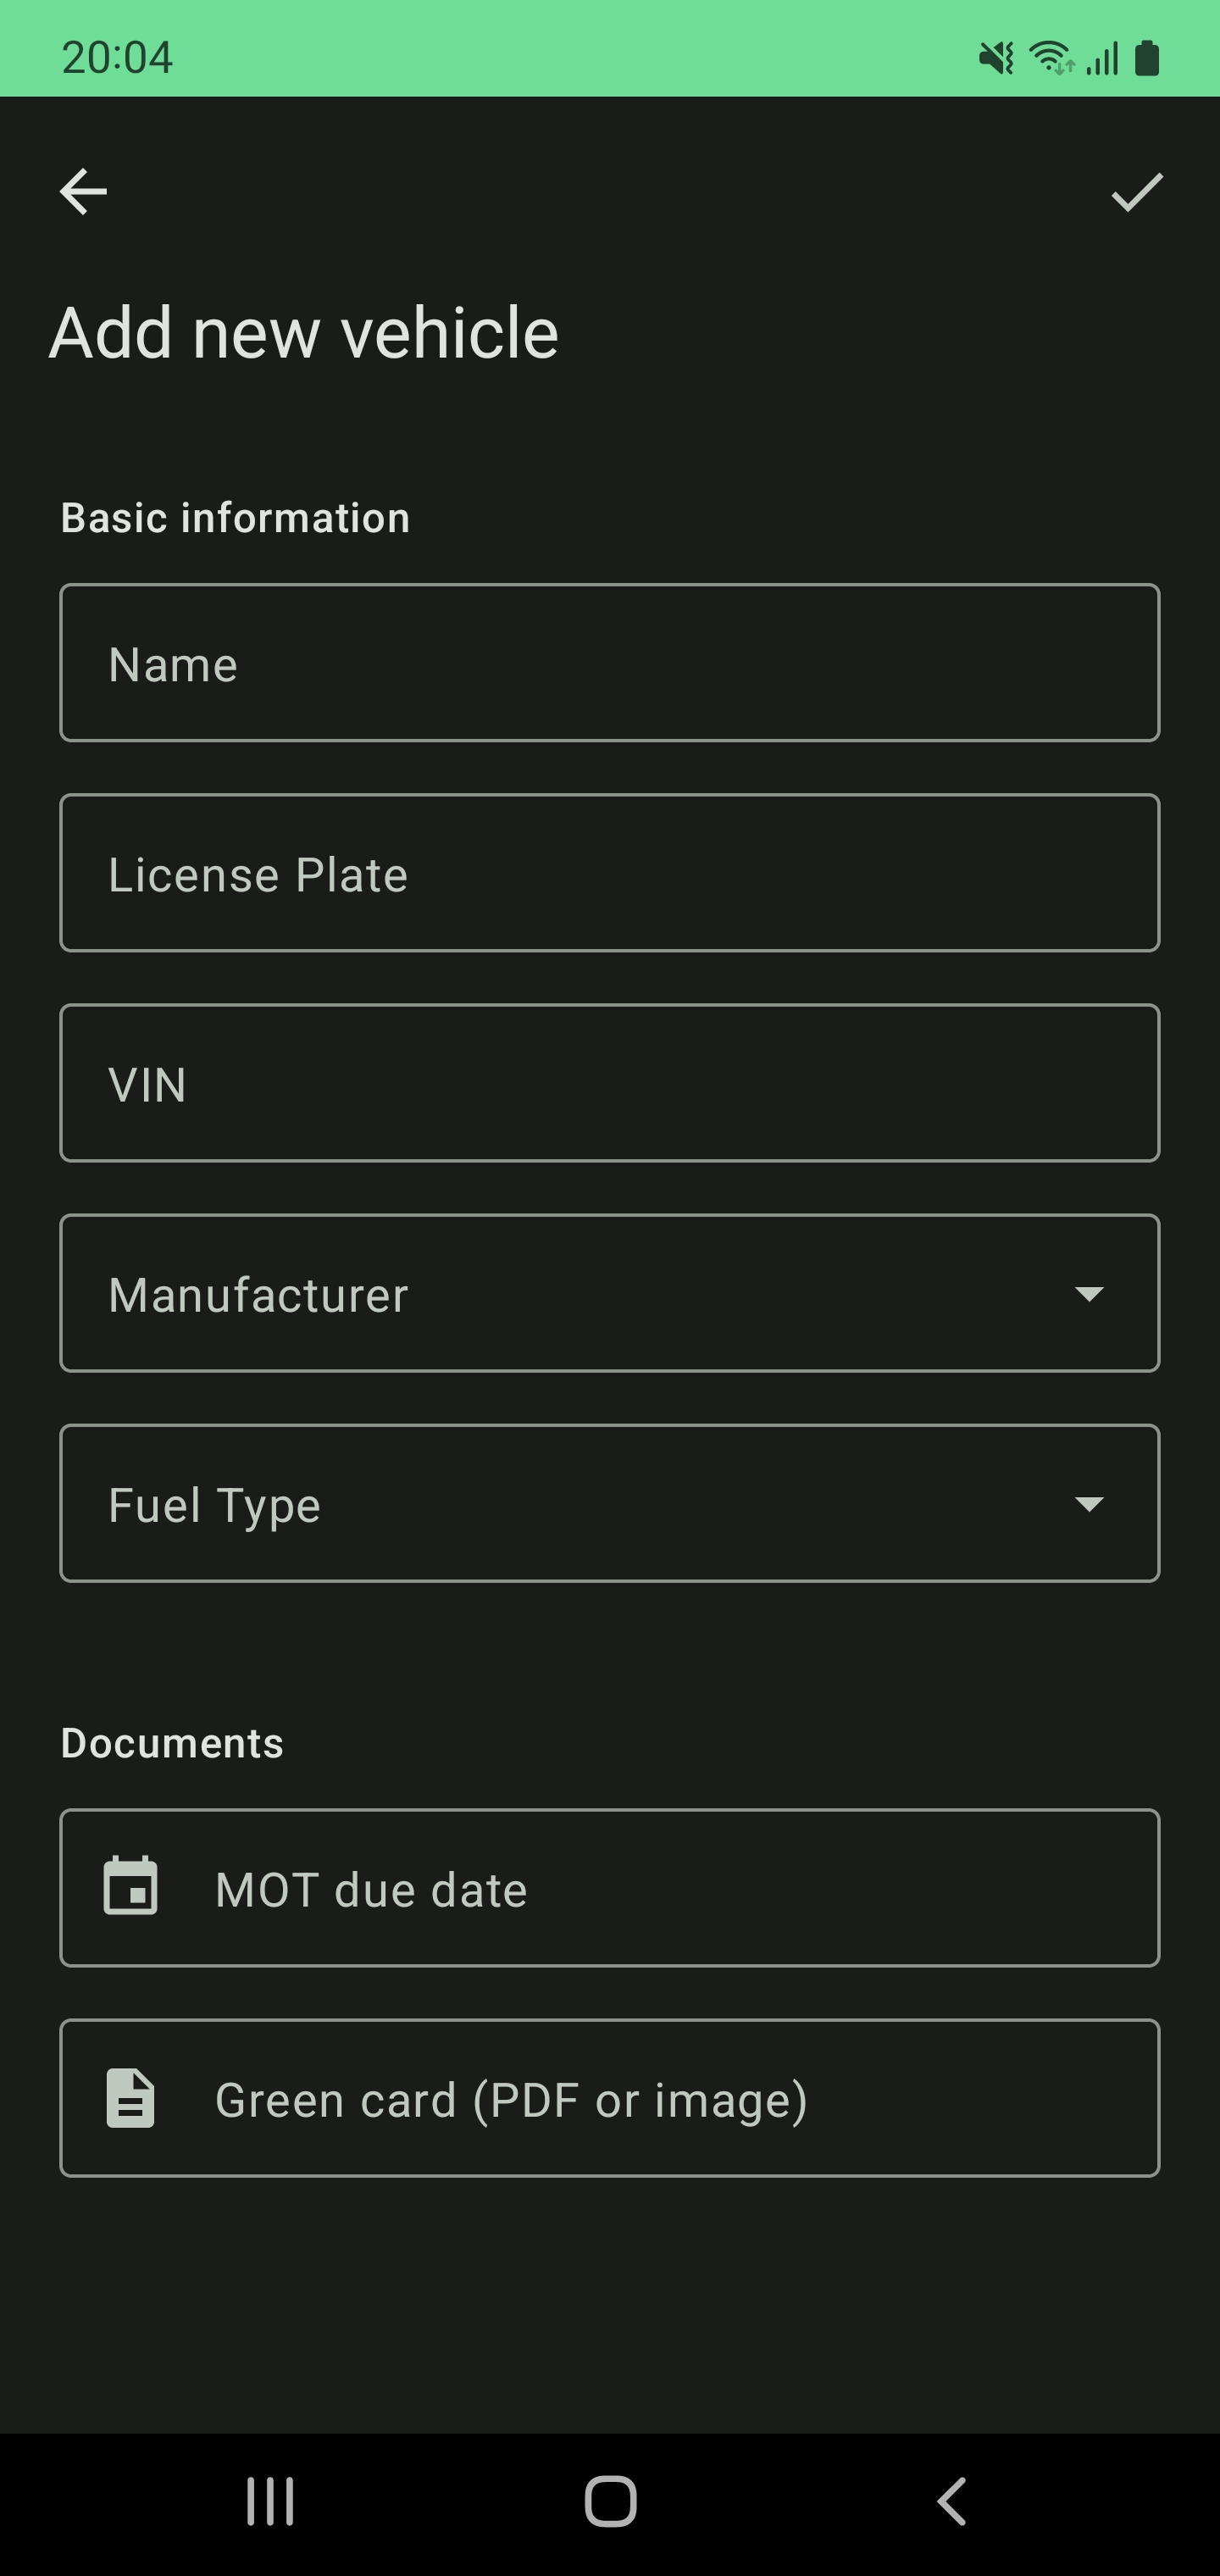 20:04
Add new vehicle
Basic information
Name
License Plate
VIN
Manufacturer
Fuel Type
Documents
MOT due date
Green card (PDF or image)